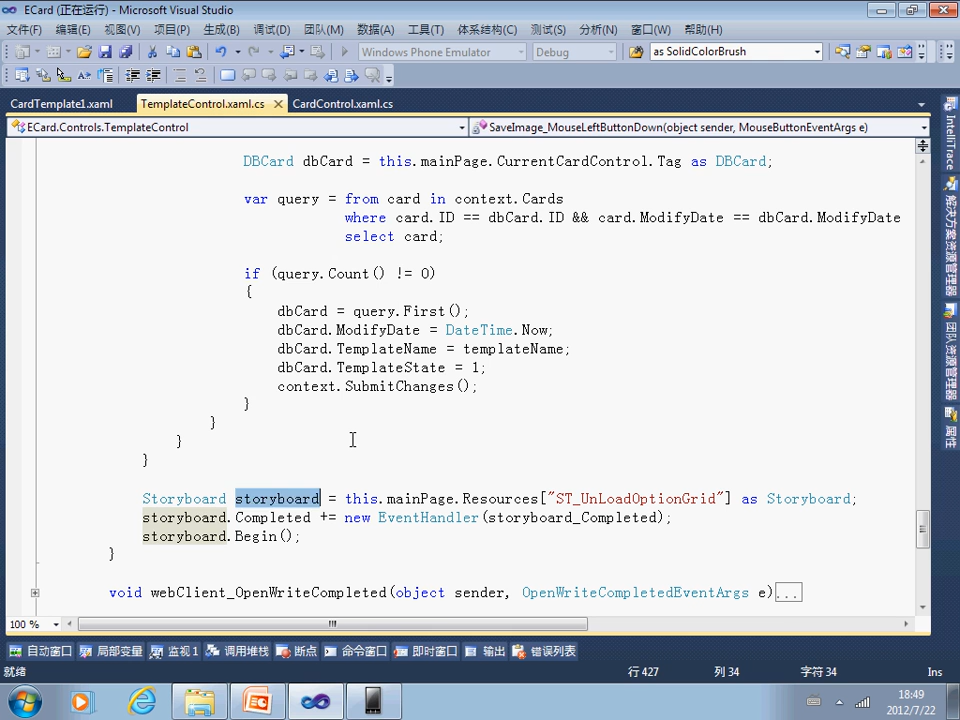 ECard (正在运行) - Microsoft Visual Studio
文件(F) 编辑(E) 视图(V) 项目(P) 生成(B) 调试(D) 团队(M) 数据(A) 工具(T) 体系结构(C) 测试(S) 分析(N) 窗口(W) 帮助(H)
Windows Phone Emulator Debug as SolidColorBrush
CardTemplate1.xaml TemplateControl.xaml.cs CardControl.xaml.cs
ECard.Controls.TemplateControl SaveImage_MouseLeftButtonDown(object sender, MouseButtonEventArgs e)
DBCard dbCard = this.mainPage.CurrentCardControl.Tag as DBCard;
var query = from card in context.Cards
where card.ID == dbCard.ID && card.ModifyDate == dbCard.ModifyDate
select card;
if (query.Count() != 0)
{
dbCard = query.First();
dbCard.ModifyDate = DateTime.Now;
dbCard.TemplateName = templateName;
dbCard.TemplateState = 1;
context.SubmitChanges();
}
}
}
}
Storyboard storyboard = this.mainPage.Resources["ST_UnLoadOptionGrid"] as Storyboard;
storyboard.Completed += new EventHandler(storyboard_Completed);
storyboard.Begin();
}
void webClient_OpenWriteCompleted(object sender, OpenWriteCompletedEventArgs e)...
100 %
自动窗口 局部变量 监视 1 调用堆栈 断点 命令窗口 即时窗口 输出 错误列表
就绪 行 427 列 34 字符 34 Ins
IntelliTrace
解决方案资源管理器
团队资源管理器
属性
18:49
2012/7/22